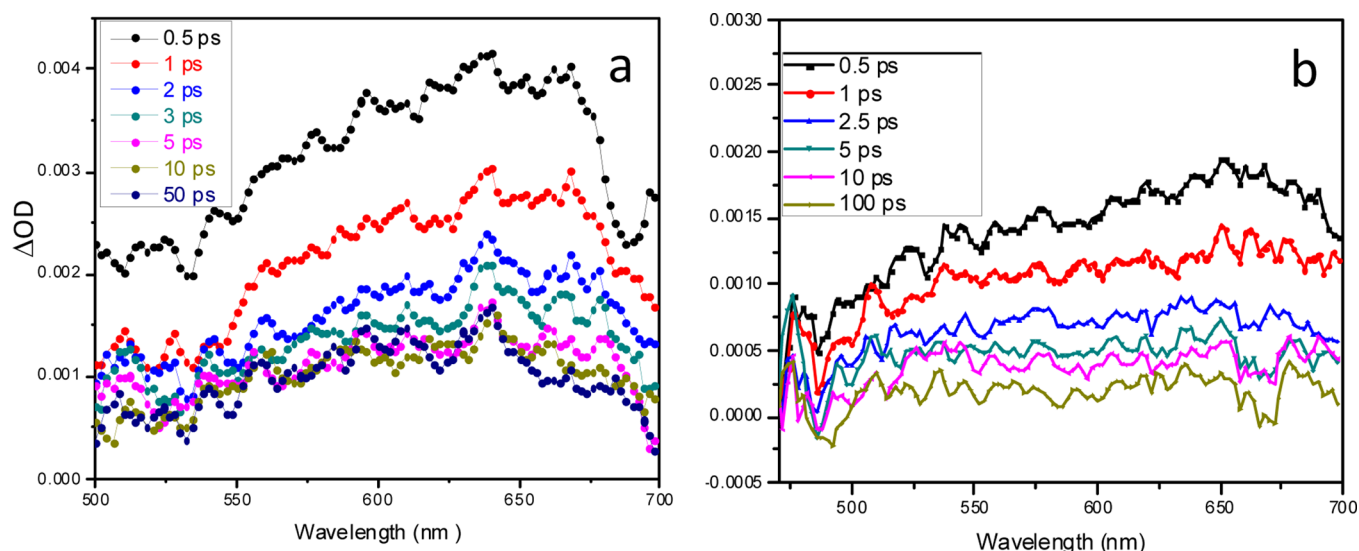 a
0.5 ps
1 ps
2 ps
3 ps
5 ps
10 ps
50 ps
0.004
0.003
0.002
0.001
0.000
ΔOD
500
550
600
650
700
Wavelength (nm )
b
0.5 ps
1 ps
2.5 ps
5 ps
10 ps
100 ps
0.0030
0.0025
0.0020
0.0015
0.0010
0.0005
0.0000
-0.0005
500
550
600
650
700
Wavelength (nm)